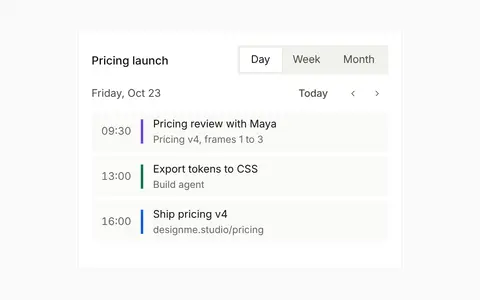 Pricing launch
Day Week Month
Friday, Oct 23
Today
09:30
Pricing review with Maya
Pricing v4, frames 1 to 3
13:00
Export tokens to CSS
Build agent
16:00
Ship pricing v4
designme.studio/pricing